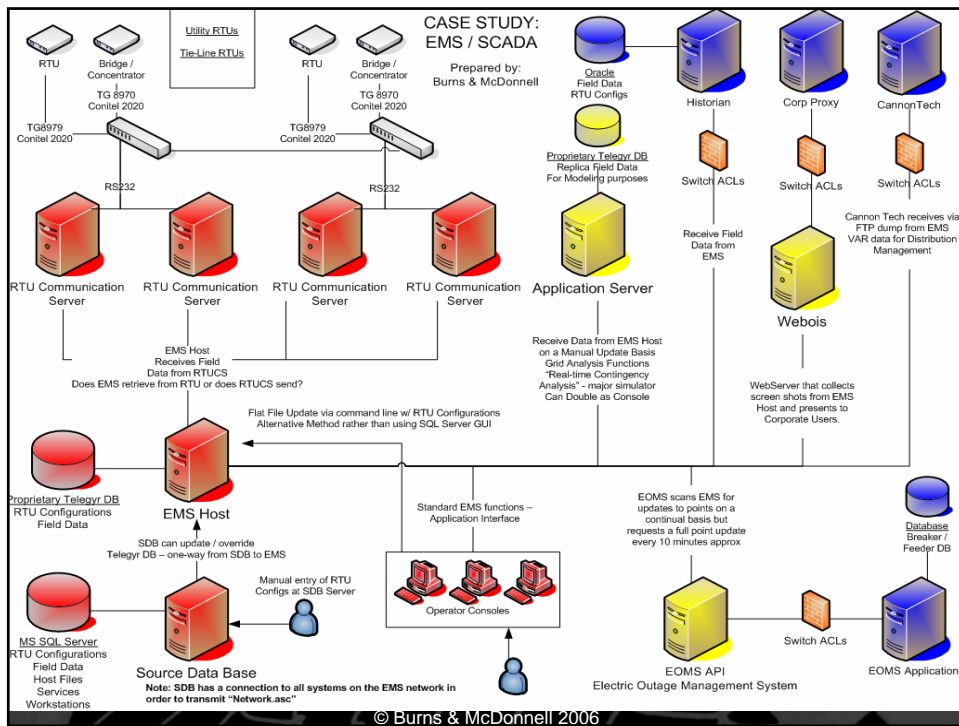 Utility RTUs
Tie-Line RTUs
CASE STUDY:
EMS / SCADA
Prepared by:
Burns & McDonnell
RTU
Bridge /
Concentrator
TG 8970
Conitel 2020
TG8979
Conitel 2020
RTU
Bridge /
Concentrator
TG 8970
Conitel 2020
TG8979
Conitel 2020
RS232
RS232
Oracle
Field Data
RTU Configs
Proprietary Telegyr DB
Replica Field Data
For Modeling purposes
Historian
Corp Proxy
CannonTech
Switch ACLs
Switch ACLs
Switch ACLs
RTU Communication
Server
RTU Communication
Server
RTU Communication
Server
RTU Communication
Server
Application Server
Receive Field
Data from
EMS
Webois
Cannon Tech receives via
FTP dump from EMS
VAR data for Distribution
Management
EMS Host
Receives Field
Data from RTUCS
Does EMS retrieve from RTU or does RTUCS send?
Receive Data from EMS Host
on a Manual Update Basis
Grid Analysis Functions
“Real-time Contingency
Analysis” - major simulator
Can Double as Console
WebServer that collects
screen shots from EMS
Host and presents to
Corporate Users.
Flat File Update via command line w/ RTU Configurations
Alternative Method rather than using SQL Server GUI
Proprietary Telegyr DB
RTU Configurations
Field Data
EMS Host
Standard EMS functions –
Application Interface
EOMS scans EMS for
updates to points on a
continual basis but
requests a full point update
every 10 minutes approx
Database
Breaker /
Feeder DB
SDB can update / override
Telegyr DB – one-way from SDB to EMS
Manual entry of RTU
Configs at SDB Server
Operator Consoles
MS SQL Server
RTU Configurations
Field Data
Host Files
Services
Workstations
Source Data Base
Switch ACLs
EOMS API
Electric Outage Management System
EOMS Application
Note: SDB has a connection to all systems on the EMS network in
order to transmit “Network.asc”
© Burns & McDonnell 2006